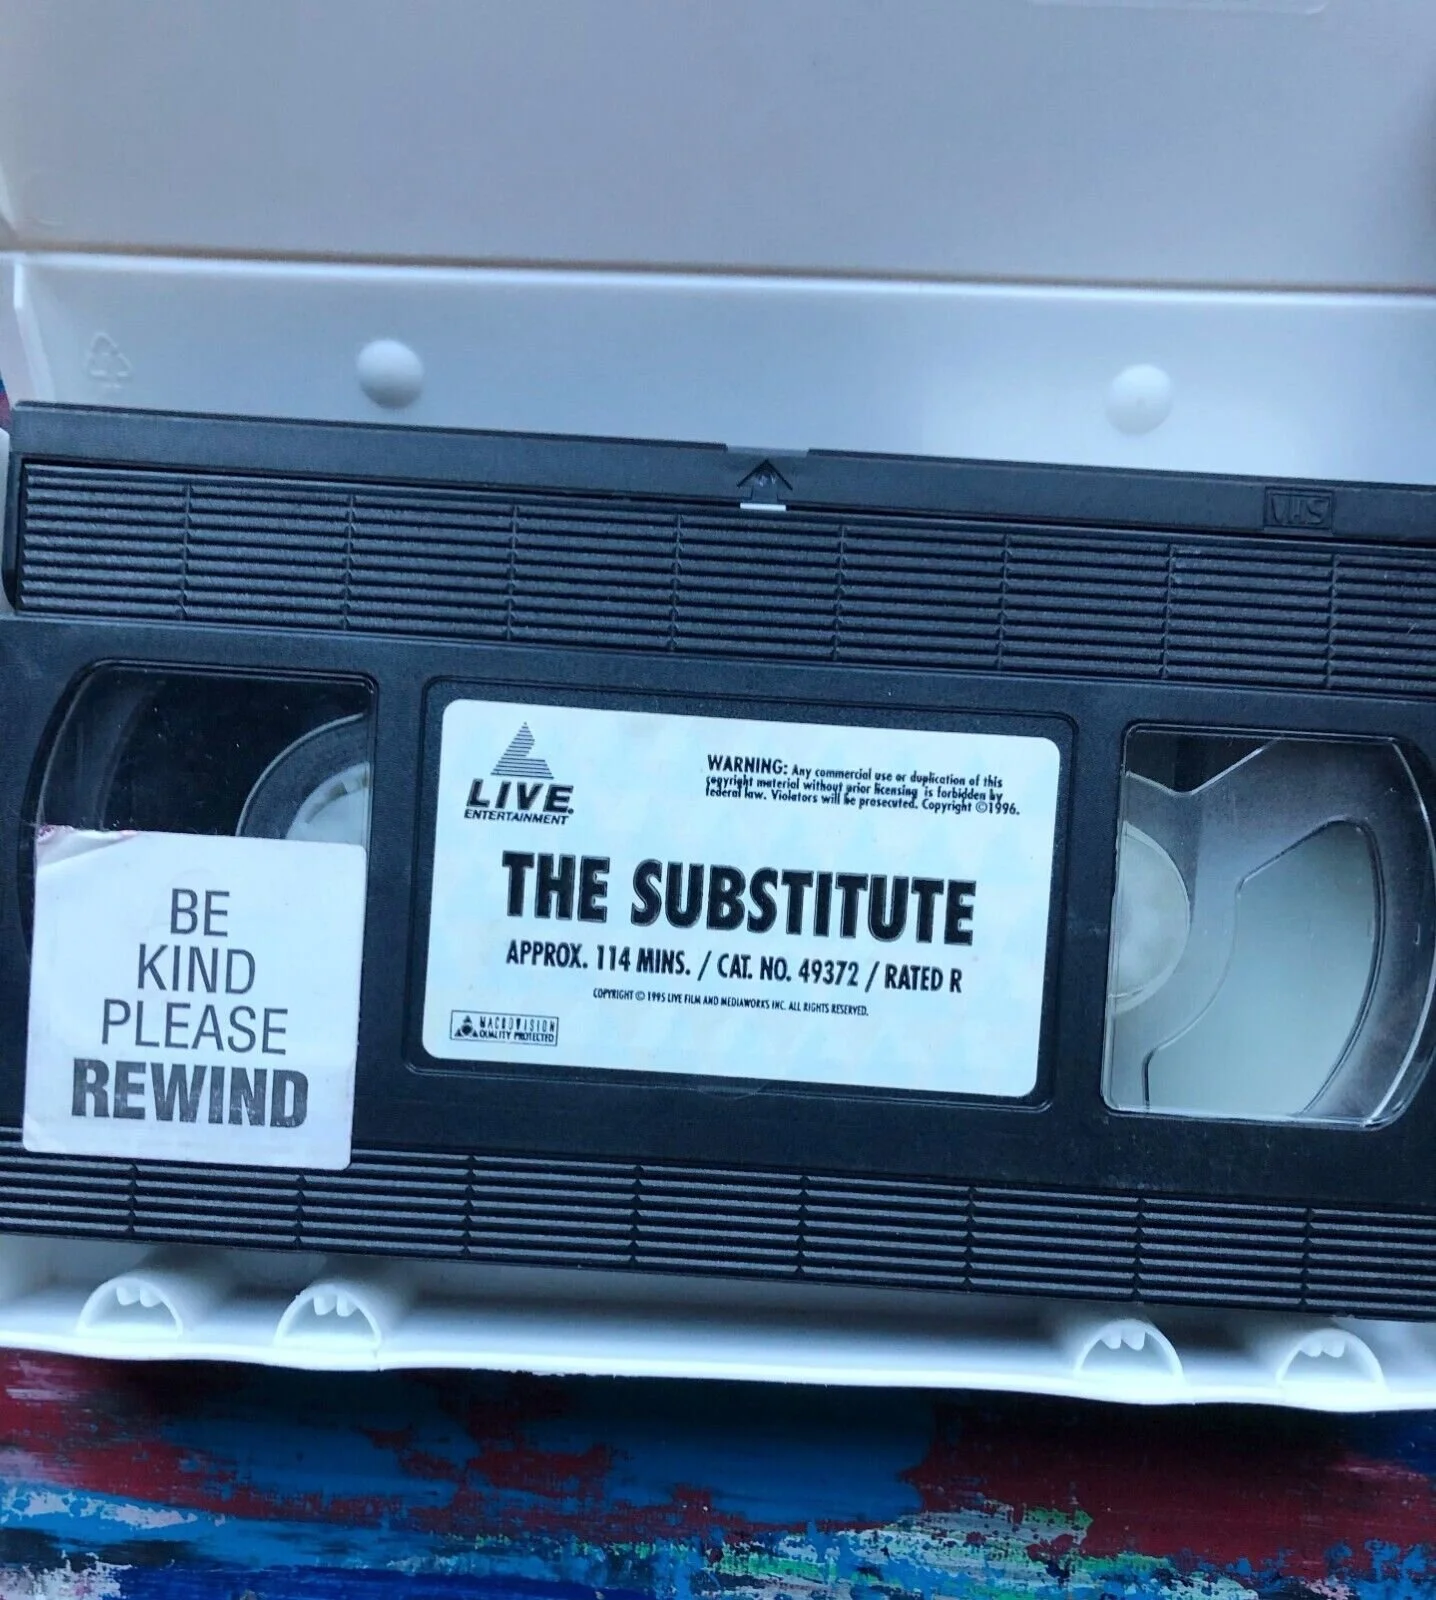 VHS
LIVE
ENTERTAINMENT
WARNING: Any commercial use or duplication of this
copyright material without prior licensing is forbidden by
federal law. Violators will be prosecuted. Copyright ©1996.
THE SUBSTITUTE
APPROX. 114 MINS. / CAT. NO. 49372 / RATED R
COPYRIGHT © 1995 LIVE FILM AND MEDIAWORKS INC. ALL RIGHTS RESERVED.
MACROVISION
QUALITY PROTECTED
BE
KIND
PLEASE
REWIND